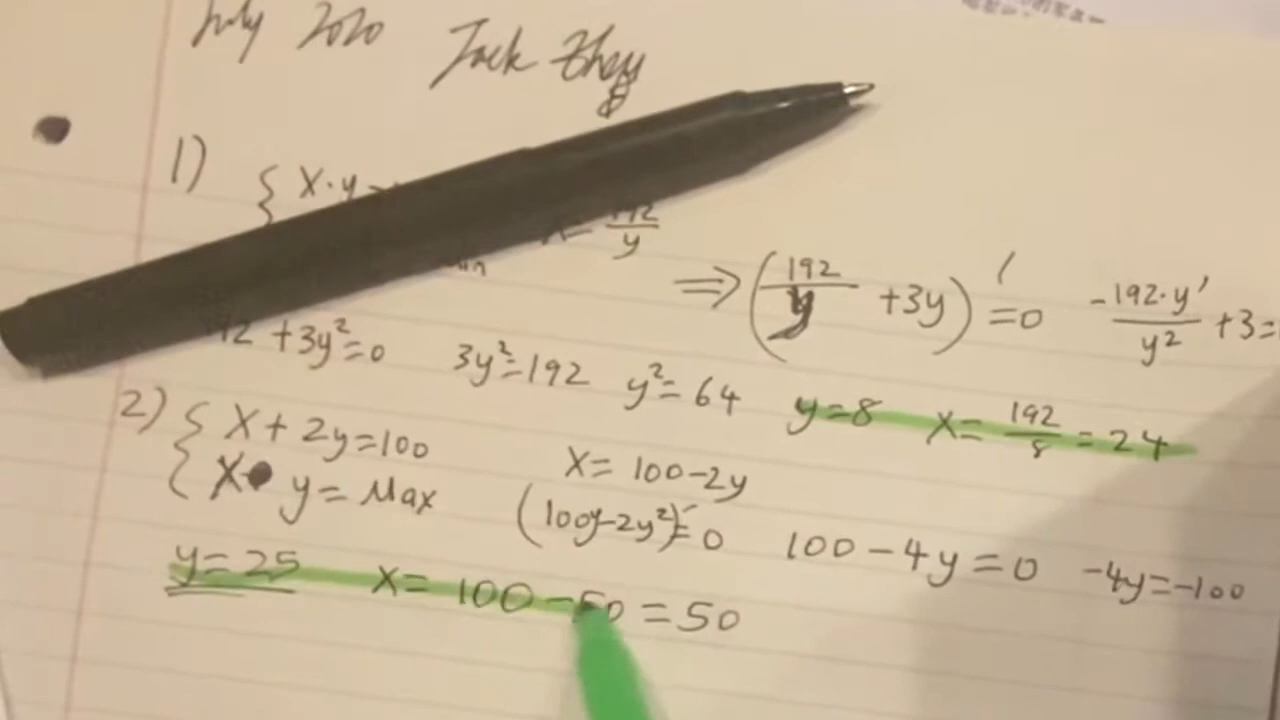 July 2020 Jack
1) { X·y
X= 192/y
⇒ (192/y +3y)′ =0 -192·y′/y² +3=
+3y²=0 3y²=192 y²=64 y=8 X= 192/8 =24
2) { X+2y=100
X· y= Max X= 100-2y
(100y-2y²)′=0 100-4y=0 -4y=-100
y=25 X= 100-50=50